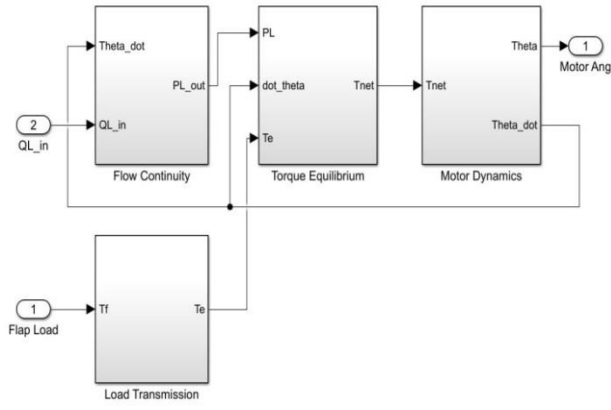 Theta_dot
PL_out
QL_in
Flow Continuity
2
QL_in
PL
dot_theta
Tnet
Te
Torque Equilibrium
Tnet
Theta
Theta_dot
Motor Dynamics
1
Motor Ang
1
Flap Load
Tf
Te
Load Transmission